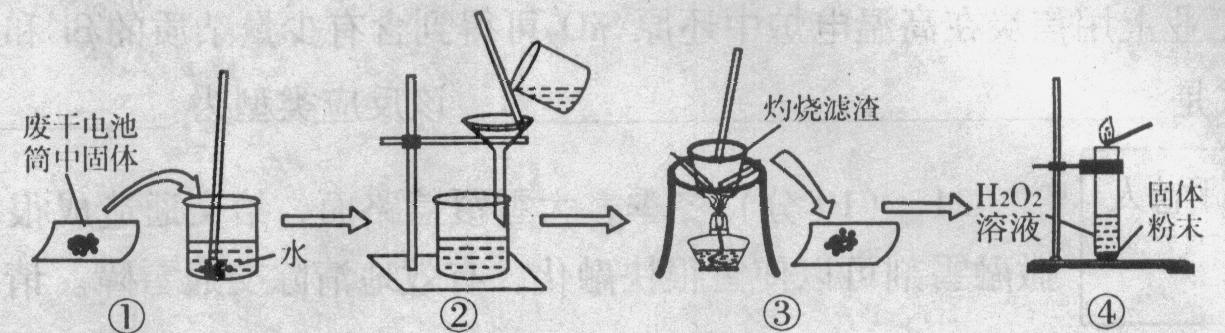 废干电池
筒中固体
水
灼烧滤渣
H₂O₂
溶液
固体
粉末
①
②
③
④